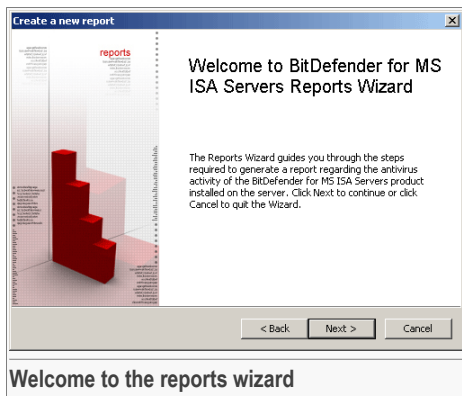 Create a new report
reports
Welcome to BitDefender for MS
ISA Servers Reports Wizard
The Reports Wizard guides you through the steps
required to generate a report regarding the antivirus
activity of the BitDefender for MS ISA Servers product
installed on the server. Click Next to continue or click
Cancel to quit the Wizard.
< Back
Next >
Cancel
Welcome to the reports wizard